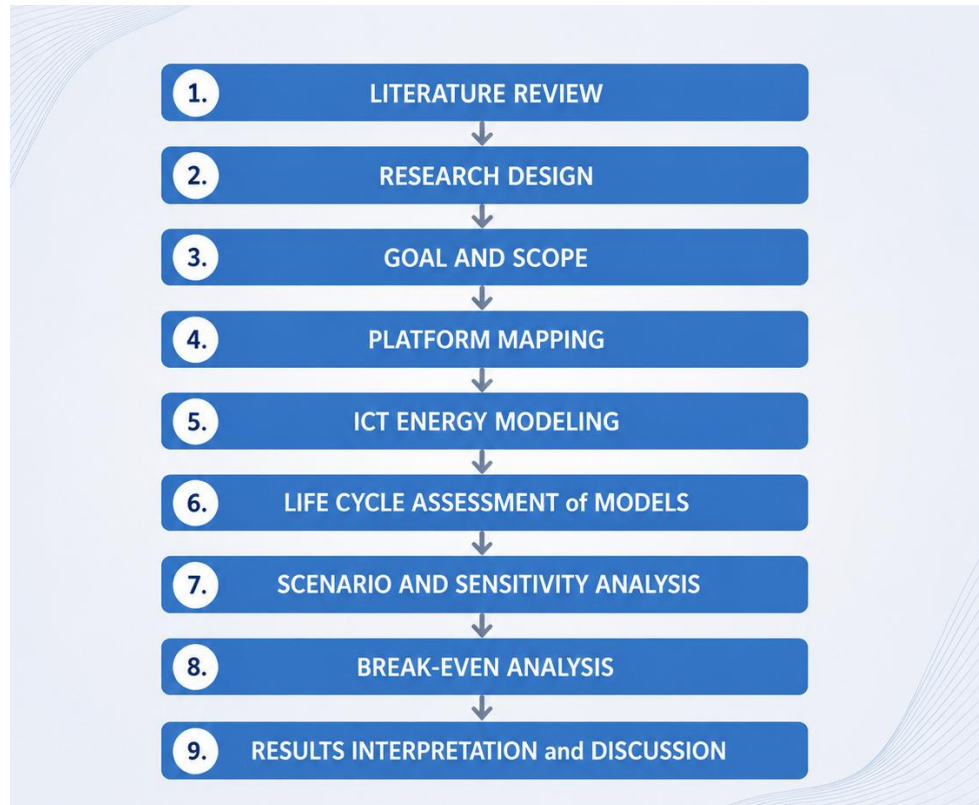 1. LITERATURE REVIEW
2. RESEARCH DESIGN
3. GOAL AND SCOPE
4. PLATFORM MAPPING
5. ICT ENERGY MODELING
6. LIFE CYCLE ASSESSMENT of MODELS
7. SCENARIO AND SENSITIVITY ANALYSIS
8. BREAK-EVEN ANALYSIS
9. RESULTS INTERPRETATION and DISCUSSION